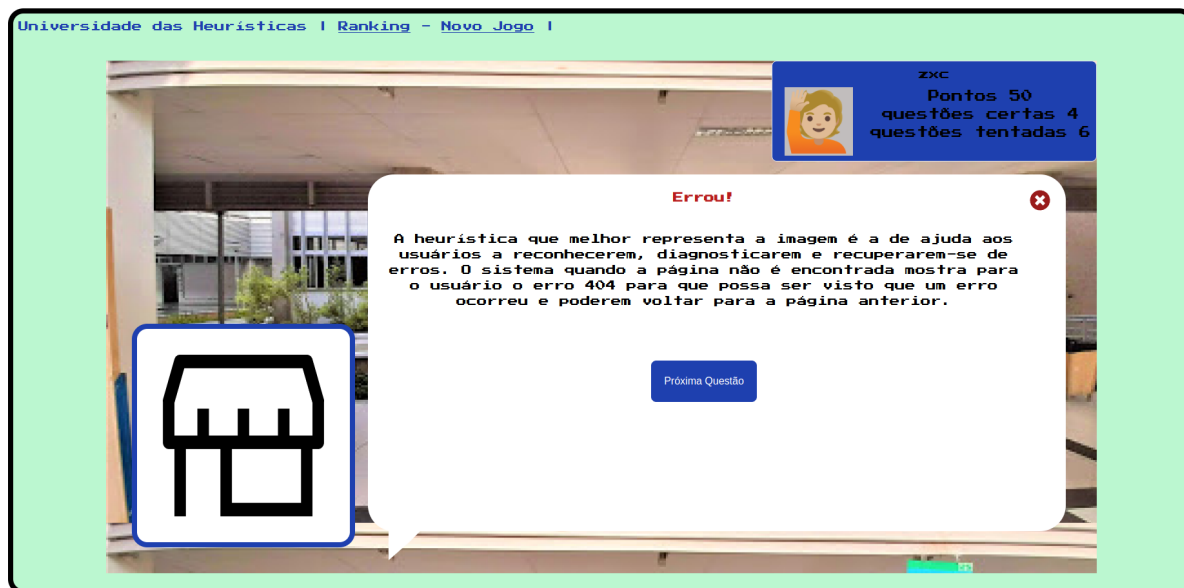 Universidade das Heurísticas | Ranking - Novo Jogo |
zxc
Pontos 50
questões certas 4
questões tentadas 6
Errou!
A heurística que melhor representa a imagem é a de ajuda aos
usuários a reconhecerem, diagnosticarem e recuperarem-se de
erros. O sistema quando a página não é encontrada mostra para
o usuário o erro 404 para que possa ser visto que um erro
ocorreu e poderem voltar para a página anterior.
Próxima Questão